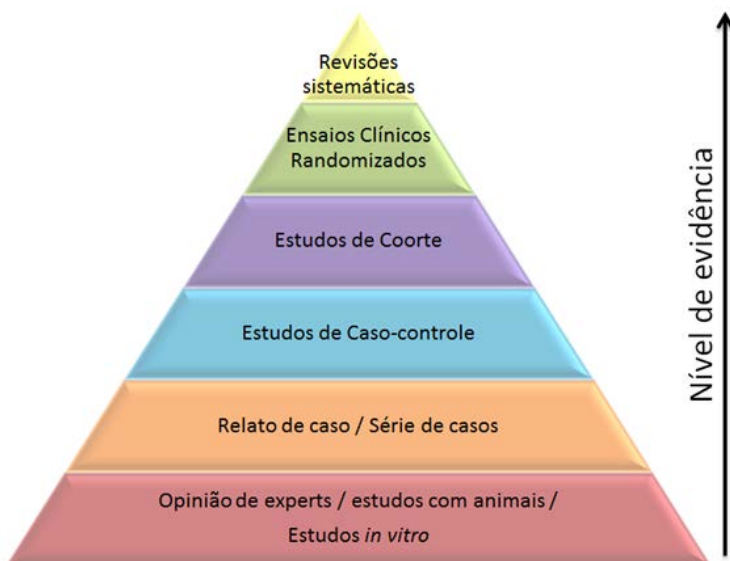 Revisões
sistemáticas
Ensaios Clínicos
Randomizados
Estudos de Coorte
Estudos de Caso-controle
Relato de caso / Série de casos
Opinião de experts / estudos com animais /
Estudos in vitro
Nível de evidência